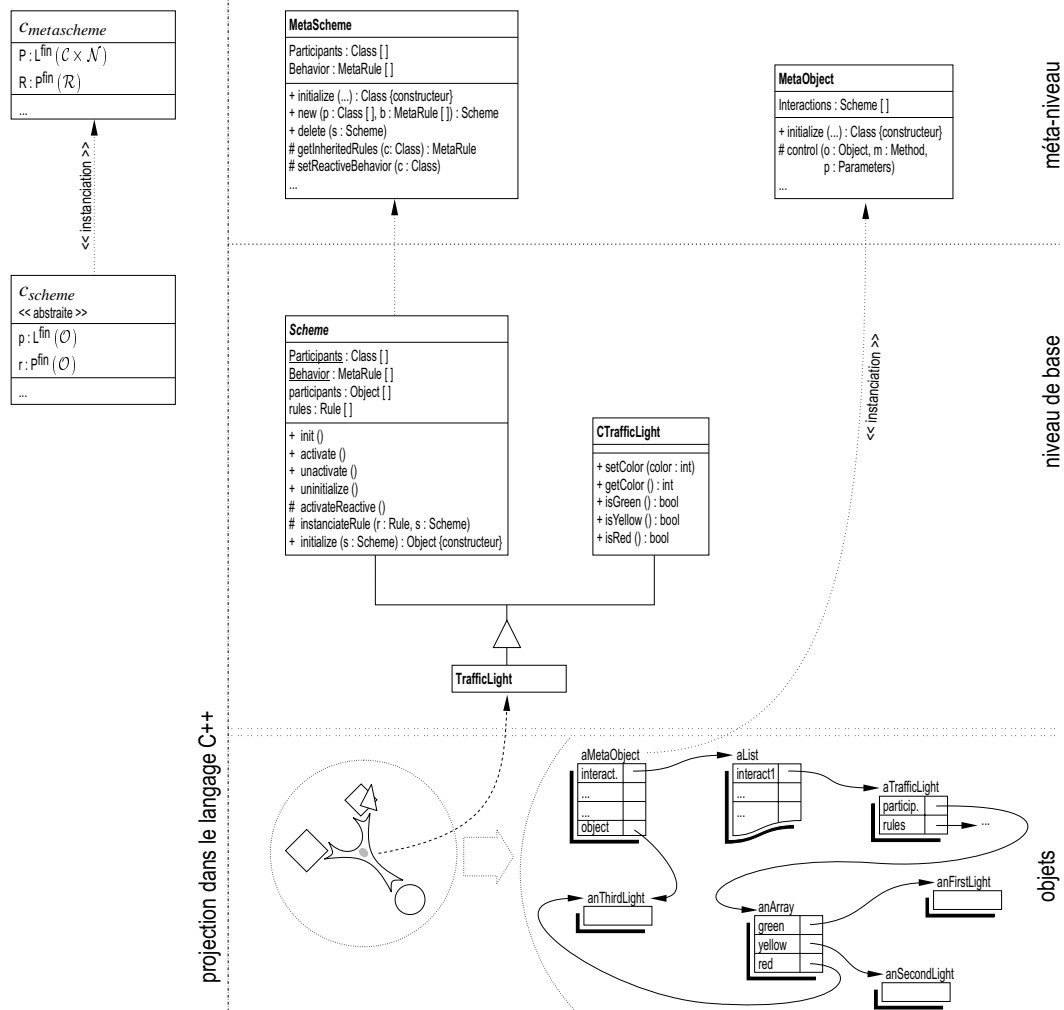 c_metascheme
P : L^fin (𝒞 × 𝒩)
R : P^fin (ℛ)
...
<< instanciation >>
c_scheme
<< abstraite >>
p : L^fin (𝒪)
r : P^fin (𝒪)
...
MetaScheme
Participants : Class [ ]
Behavior : MetaRule [ ]
+ initialize (...) : Class {constructeur}
+ new (p : Class [ ], b : MetaRule [ ]) : Scheme
+ delete (s : Scheme)
# getInheritedRules (c: Class) : MetaRule
# setReactiveBehavior (c : Class)
...
MetaObject
Interactions : Scheme [ ]
+ initialize (...) : Class {constructeur}
# control (o : Object, m : Method,
p : Parameters)
...
méta-niveau
Scheme
Participants : Class [ ]
Behavior : MetaRule [ ]
participants : Object [ ]
rules : Rule [ ]
+ init ()
+ activate ()
+ unactivate ()
+ uninitialize ()
# activateReactive ()
# instanciateRule (r : Rule, s : Scheme)
+ initialize (s : Scheme) : Object {constructeur}
CTrafficLight
+ setColor (color : int)
+ getColor () : int
+ isGreen () : bool
+ isYellow () : bool
+ isRed () : bool
<< instanciation >>
niveau de base
TrafficLight
projection dans le langage C++
aMetaObject
interact.
...
...
object
aList
interact1
...
...
aTrafficLight
particip.
rules
...
anThirdLight
anArray
green
yellow
red
anFirstLight
anSecondLight
objets